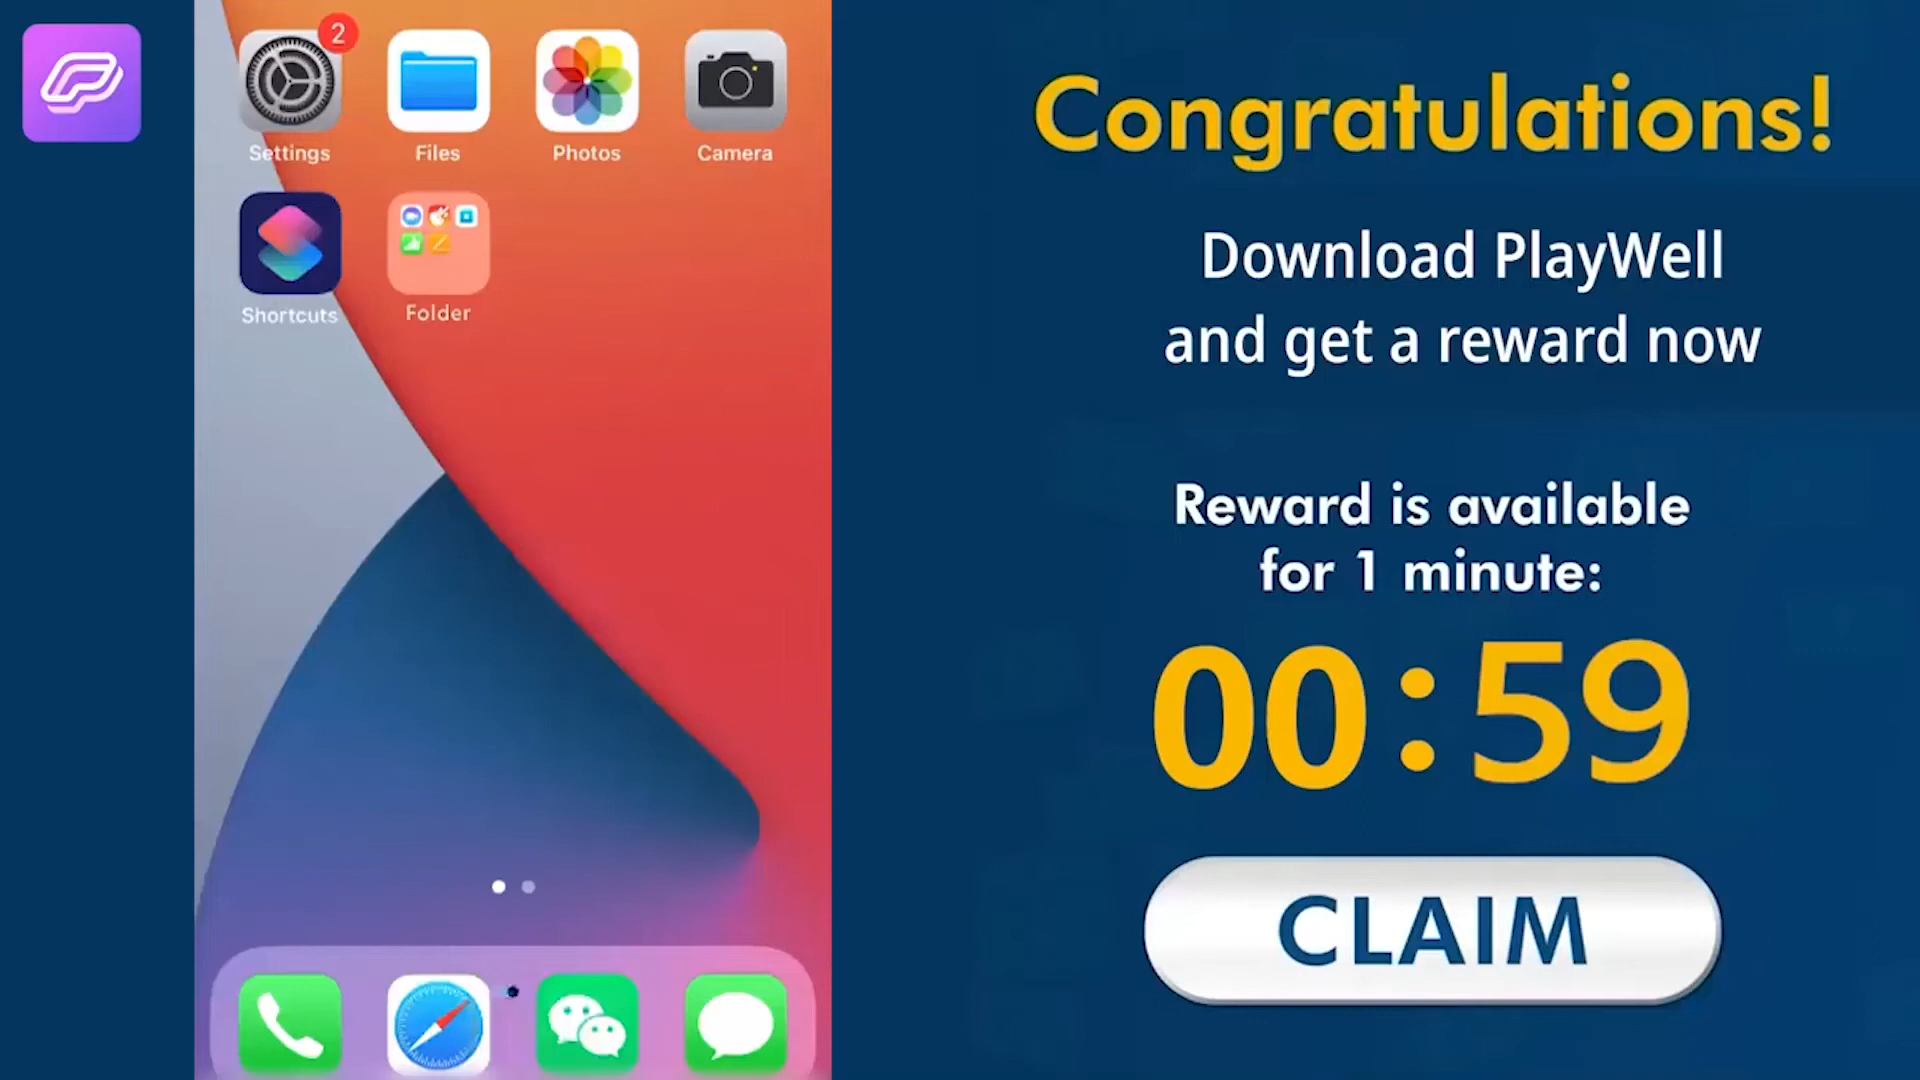 2
Settings
Files
Photos
Camera
Shortcuts
Folder
Congratulations!
Download PlayWell
and get a reward now
Reward is available
for 1 minute:
00:59
CLAIM